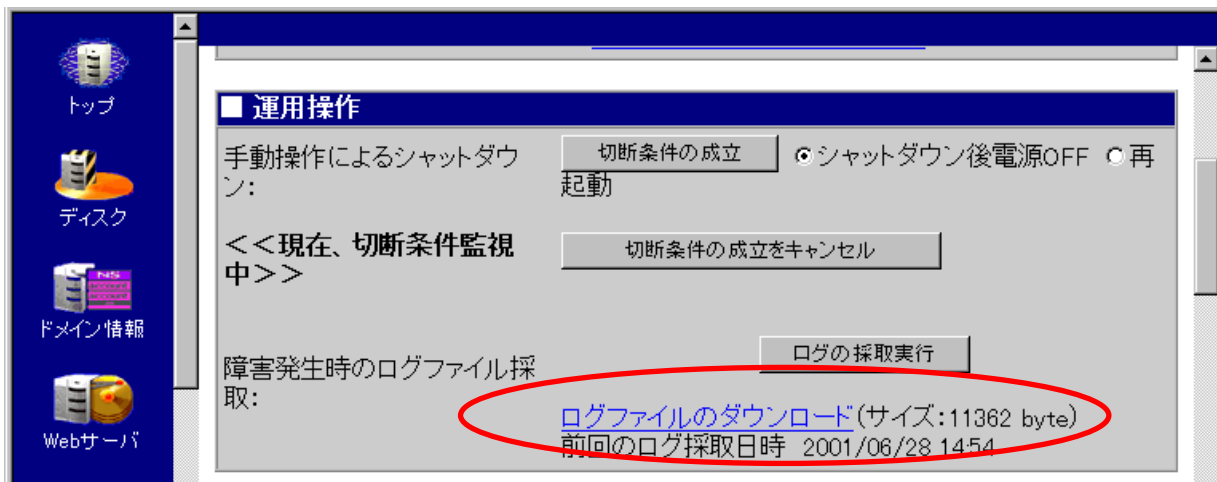 トップ
ディスク
ドメイン情報
Webサーバ
■ 運用操作
手動操作によるシャットダウ
ン:
切断条件の成立
シャットダウン後電源OFF
再
起動
＜＜現在、切断条件監視
中＞＞
切断条件の成立をキャンセル
障害発生時のログファイル採
取:
ログの採取実行
ログファイルのダウンロード(サイズ:11362 byte)
前回のログ採取日時 2001/06/28 14:54